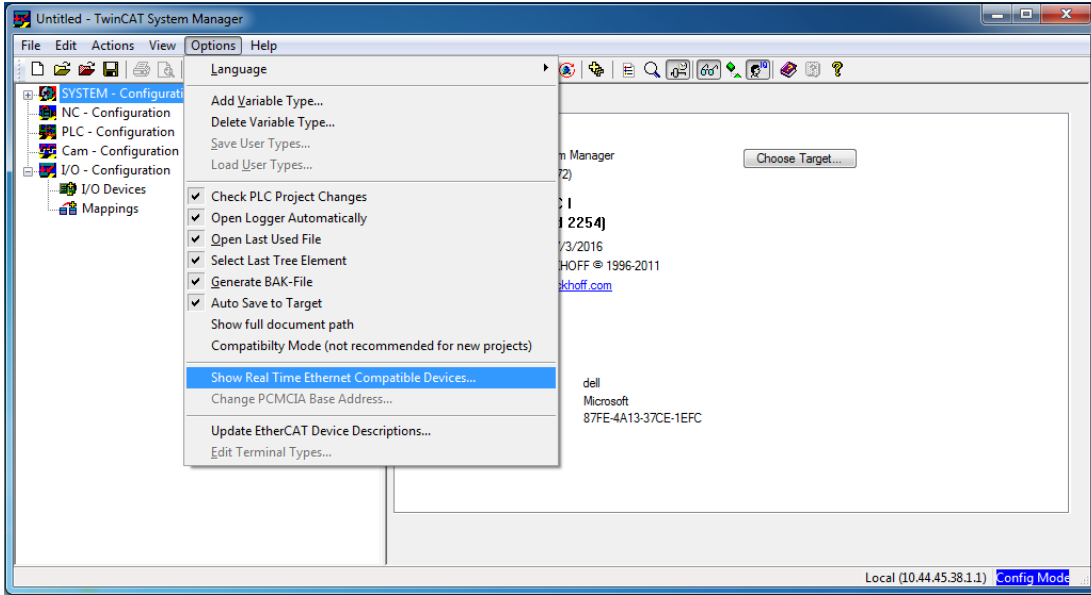 Untitled - TwinCAT System Manager
File Edit Actions View Options Help
Language
Add Variable Type...
Delete Variable Type...
Save User Types...
Load User Types...
Check PLC Project Changes
Open Logger Automatically
Open Last Used File
Select Last Tree Element
Generate BAK-File
Auto Save to Target
Show full document path
Compatibilty Mode (not recommended for new projects)
Show Real Time Ethernet Compatible Devices...
Change PCMCIA Base Address...
Update EtherCAT Device Descriptions...
Edit Terminal Types...
SYSTEM - Configurati
NC - Configuration
PLC - Configuration
Cam - Configuration
I/O - Configuration
I/O Devices
Mappings
m Manager
Choose Target...
72)
I
2254)
/3/2016
HOFF © 1996-2011
khoff.com
dell
Microsoft
87FE-4A13-37CE-1EFC
Local (10.44.45.38.1.1) Config Mode